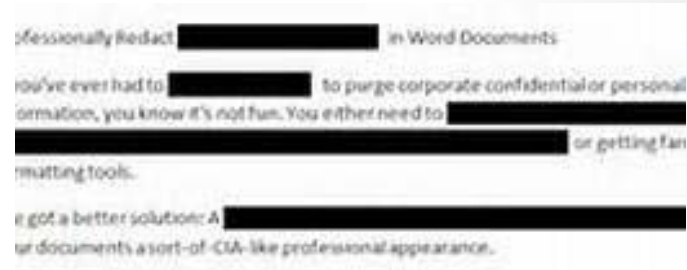 ofessionally Redact in Word Documents
you've ever had to to purge corporate confidential or personal
ormation, you know it's not fun. You either need to
or getting fan
rmatting tools.
e got a better solution: A
ur documents a sort-of-CIA-like professional appearance.